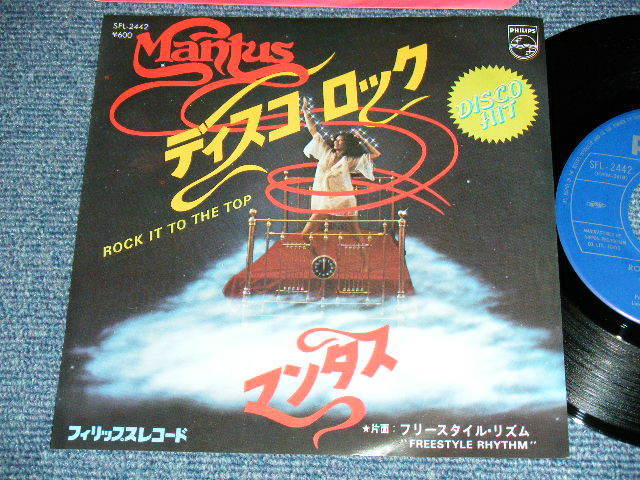 SFL-2442
¥600
Mantus
PHILIPS
ディスコ ロック
DISCO
HIT
ROCK IT TO THE TOP
マンタス
フィリップスレコード
★片面:フリースタイル・リズム
"FREESTYLE RHYTHM"
SFL-2442